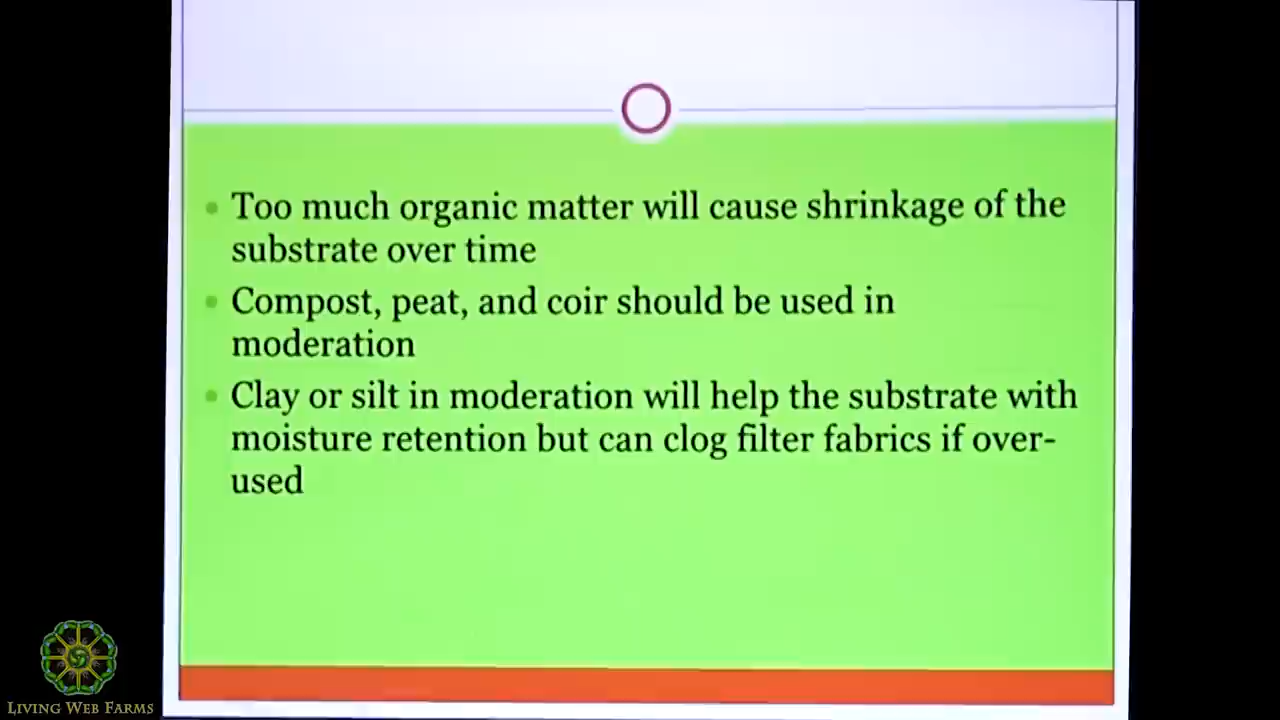 Too much organic matter will cause shrinkage of the
substrate over time
Compost, peat, and coir should be used in
moderation
Clay or silt in moderation will help the substrate with
moisture retention but can clog filter fabrics if over-
used
LIVING WEB FARMS